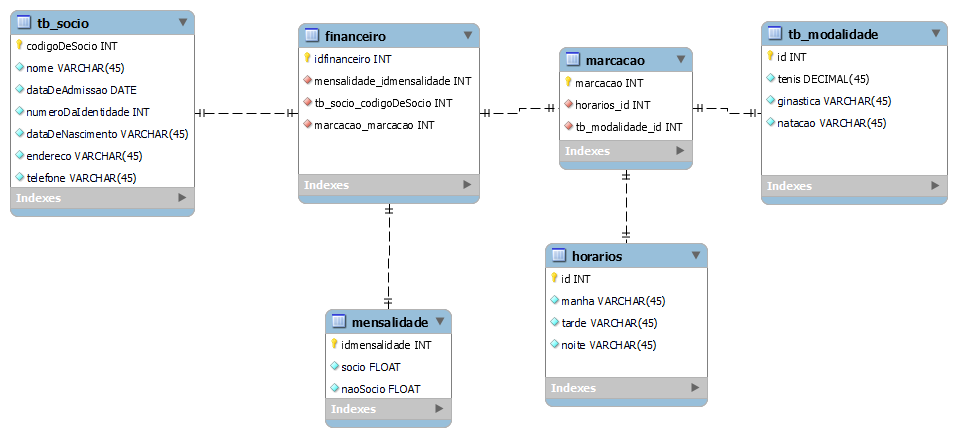 tb_socio
codigoDeSocio INT
nome VARCHAR(45)
dataDeAdmissao DATE
numeroDaIdentidade INT
dataDeNascimento VARCHAR(45)
endereco VARCHAR(45)
telefone VARCHAR(45)
Indexes
financeiro
idfinanceiro INT
mensalidade_idmensalidade INT
tb_socio_codigoDeSocio INT
marcacao_marcacao INT
Indexes
marcacao
marcacao INT
horarios_id INT
tb_modalidade_id INT
Indexes
tb_modalidade
id INT
tenis DECIMAL(45)
ginastica VARCHAR(45)
natacao VARCHAR(45)
Indexes
mensalidade
idmensalidade INT
socio FLOAT
naoSocio FLOAT
Indexes
horarios
id INT
manha VARCHAR(45)
tarde VARCHAR(45)
noite VARCHAR(45)
Indexes